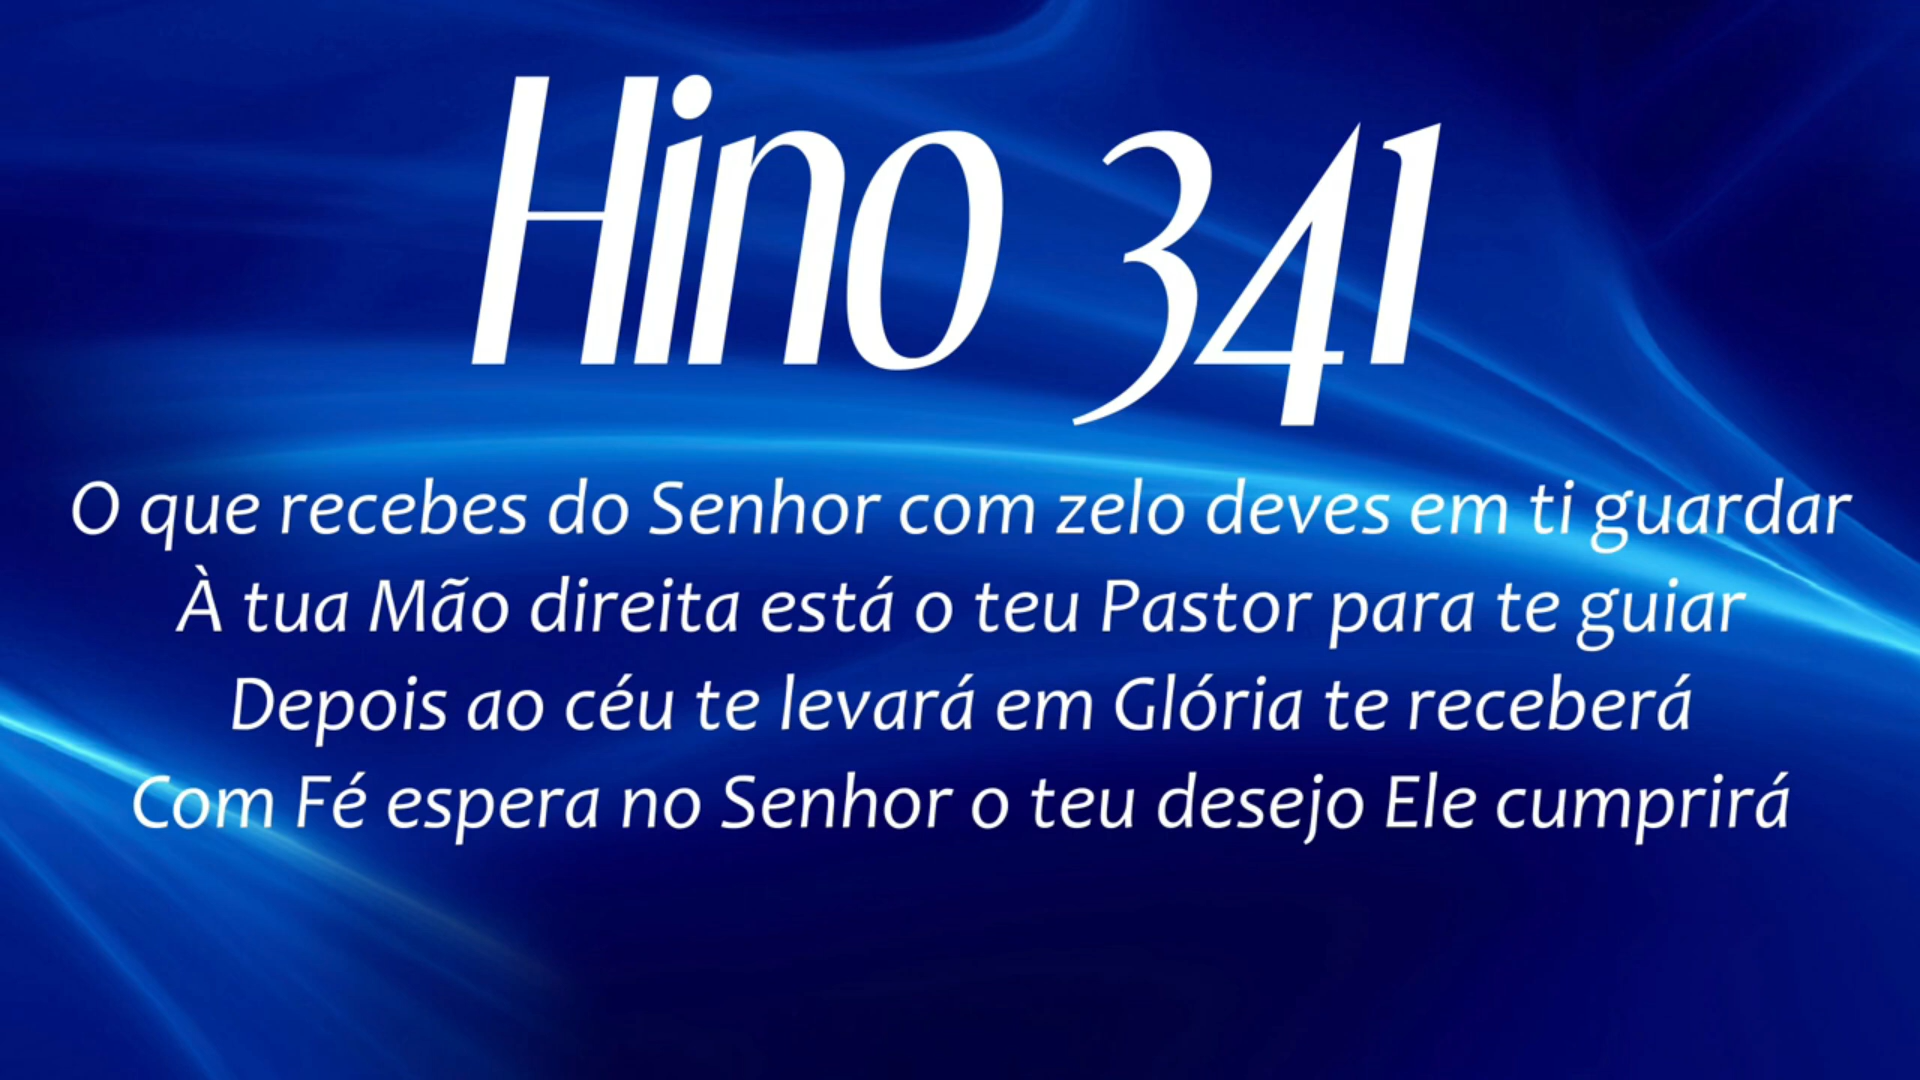 Hino 341
O que recebes do Senhor com zelo deves em ti guardar
À tua Mão direita está o teu Pastor para te guiar
Depois ao céu te levará em Glória te receberá
Com Fé espera no Senhor o teu desejo Ele cumprirá